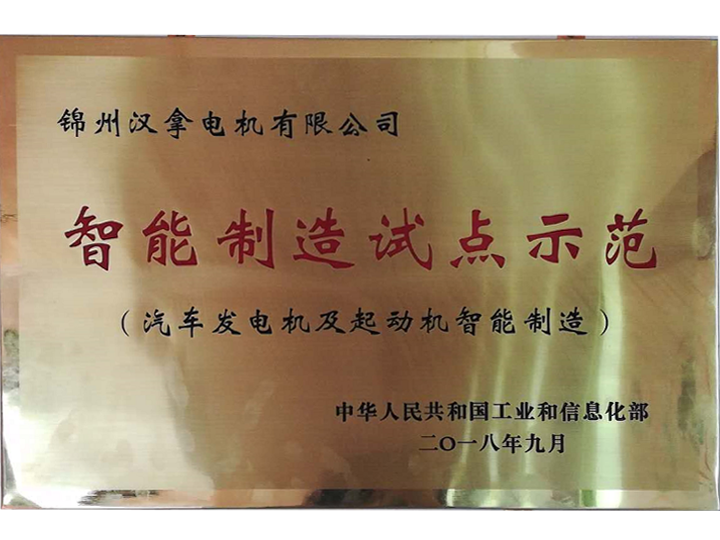 锦州汉拿电机有限公司
智能制造试点示范
（汽车发电机及起动机智能制造）
中华人民共和国工业和信息化部
二〇一八年九月